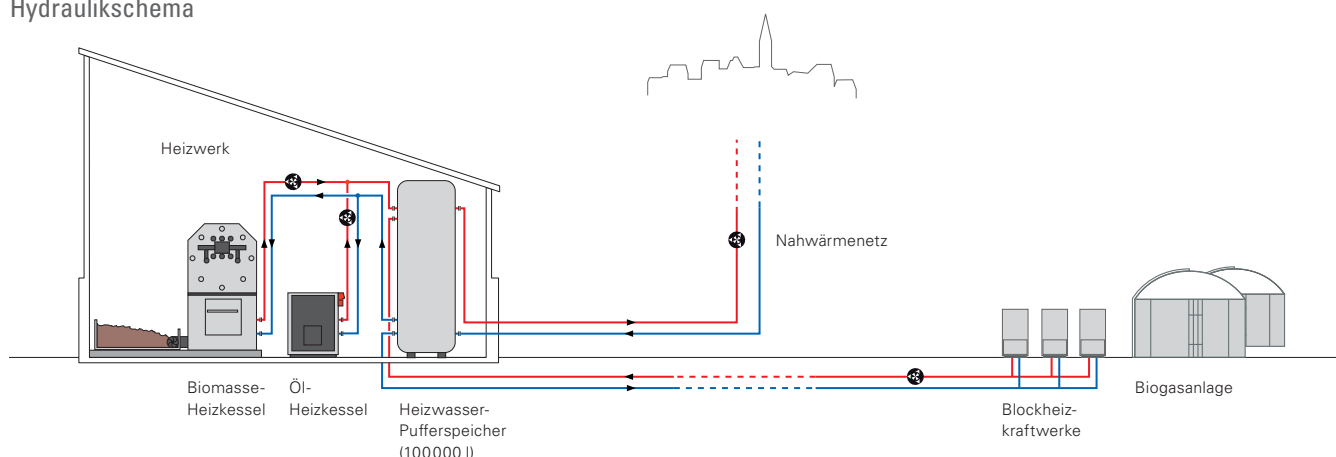 Hydraulikschema
Heizwerk
Nahwärmenetz
Biomasse-
Heizkessel
Öl-
Heizkessel
Heizwasser-
Pufferspeicher
(100000 l)
Blockheiz-
kraftwerke
Biogasanlage